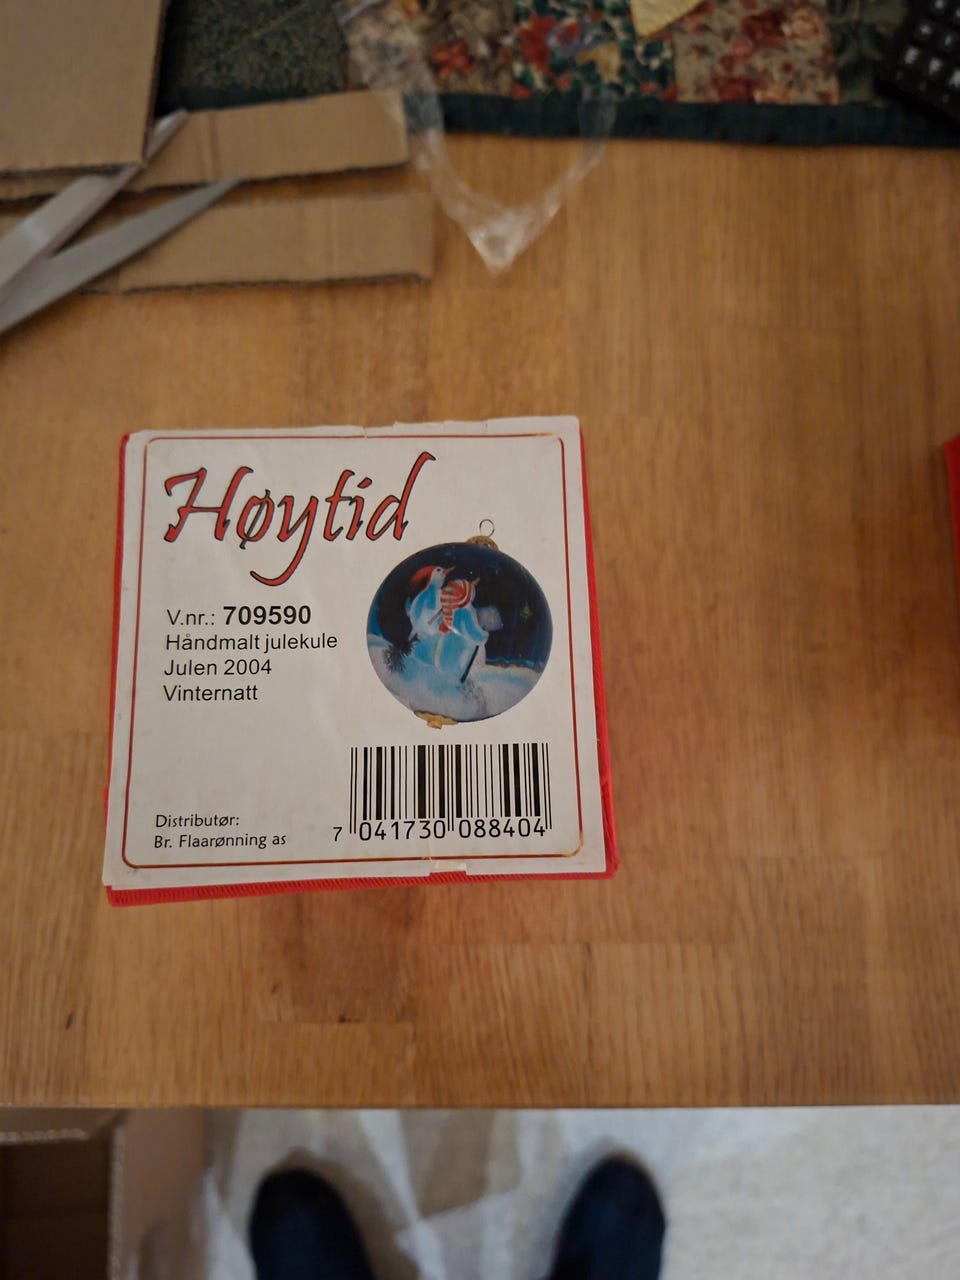 Høytid
V.nr.: 709590
Håndmalt julekule
Julen 2004
Vinternatt
Distributør:
Br. Flaarønning as
7 041730 088404